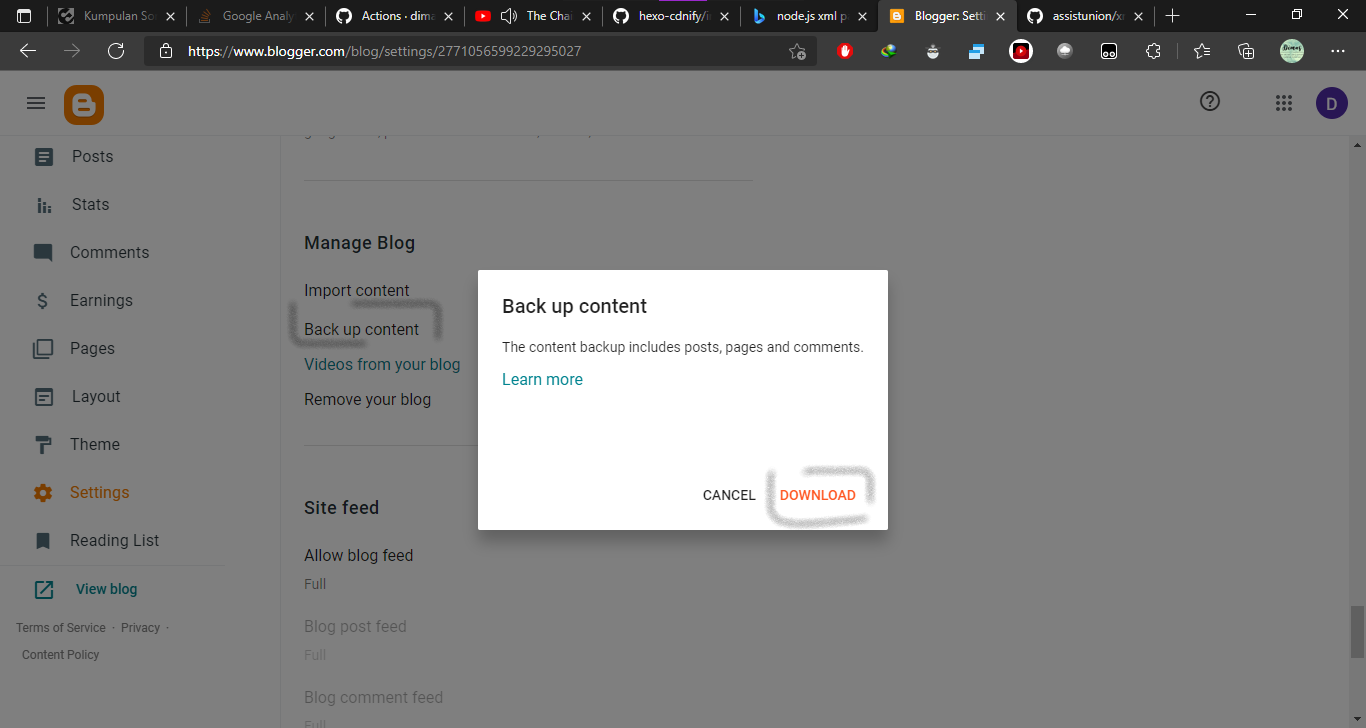 Kumpulan So
Google Analy
Actions · dima
The Chai
hexo-cdnify/i
node.js xml p
Blogger: Setti
assistunion/x
https://www.blogger.com/blog/settings/2771056599229295027
D
Posts
Stats
Comments
Earnings
Pages
Layout
Theme
Settings
Reading List
View blog
Terms of Service · Privacy ·
Content Policy
Manage Blog
Import content
Back up content
Videos from your blog
Remove your blog
Site feed
Allow blog feed
Full
Blog post feed
Full
Blog comment feed
Full
Back up content
The content backup includes posts, pages and comments.
Learn more
CANCEL
DOWNLOAD